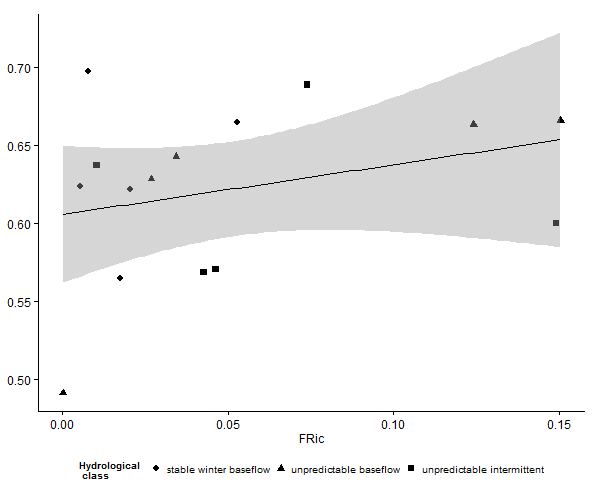 0.70
0.65
0.60
0.55
0.50
0.00 0.05 0.10 0.15
FRic
Hydrological
class
stable winter baseflow unpredictable baseflow unpredictable intermittent